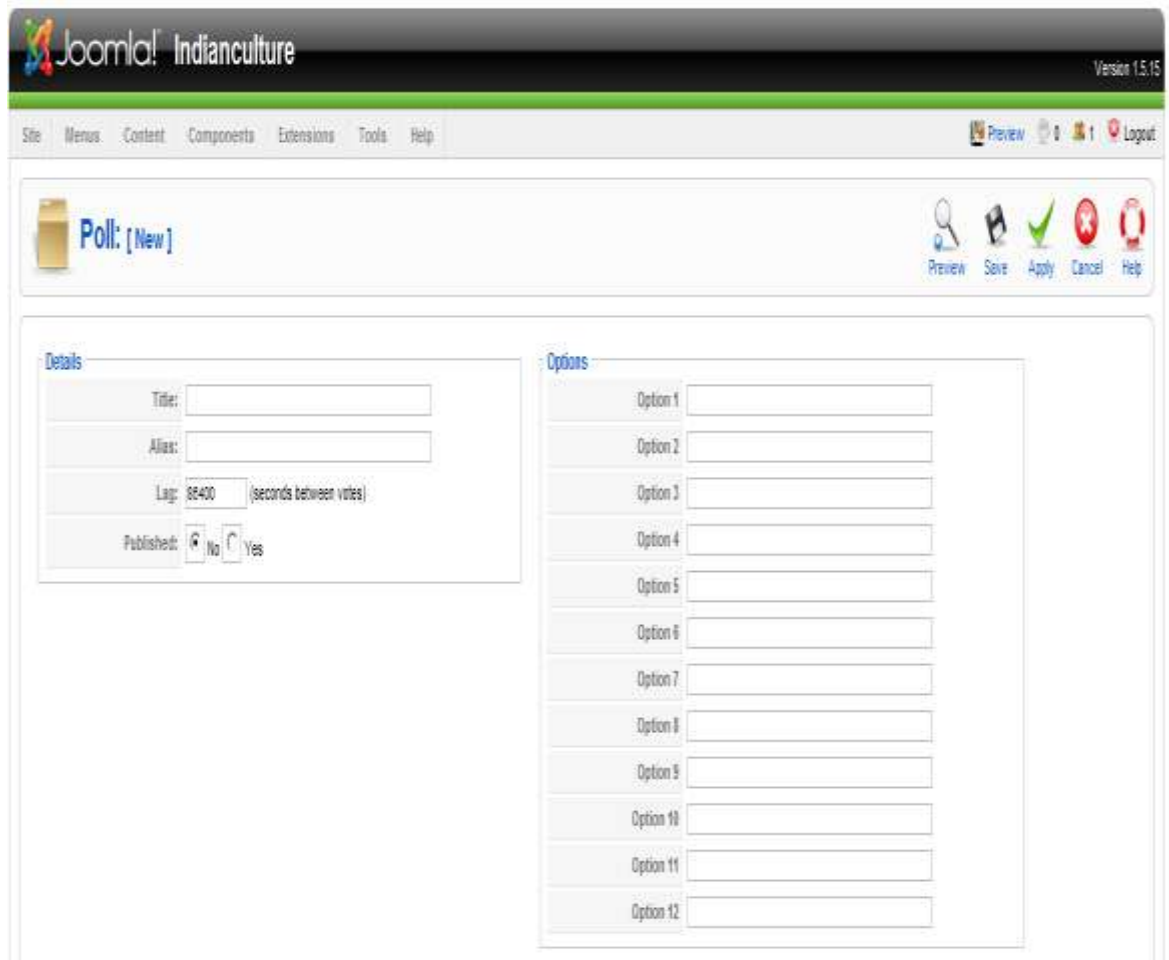 Joomla! Indianculture
Version 1.5.15
Site Menus Content Components Extensions Tools Help Preview 0 1 Logout
Poll: [ New ]
Preview Save Apply Cancel Help
Details
Title:
Alias:
Lag: 86400 (seconds between votes)
Published: No Yes
Options
Option 1
Option 2
Option 3
Option 4
Option 5
Option 6
Option 7
Option 8
Option 9
Option 10
Option 11
Option 12